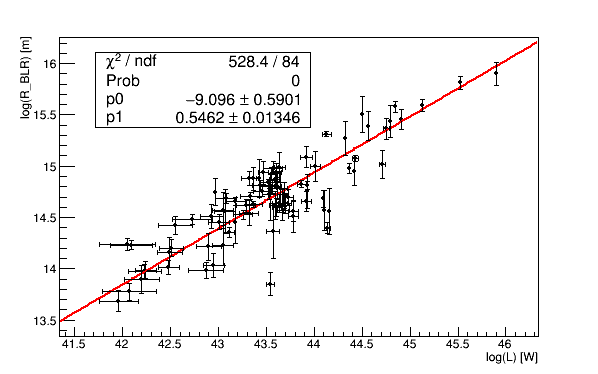 log(R_BLR) [m]
χ² / ndf 528.4 / 84
Prob 0
p0 −9.096 ± 0.5901
p1 0.5462 ± 0.01346
16
15.5
15
14.5
14
13.5
41.5 42 42.5 43 43.5 44 44.5 45 45.5 46
log(L) [W]